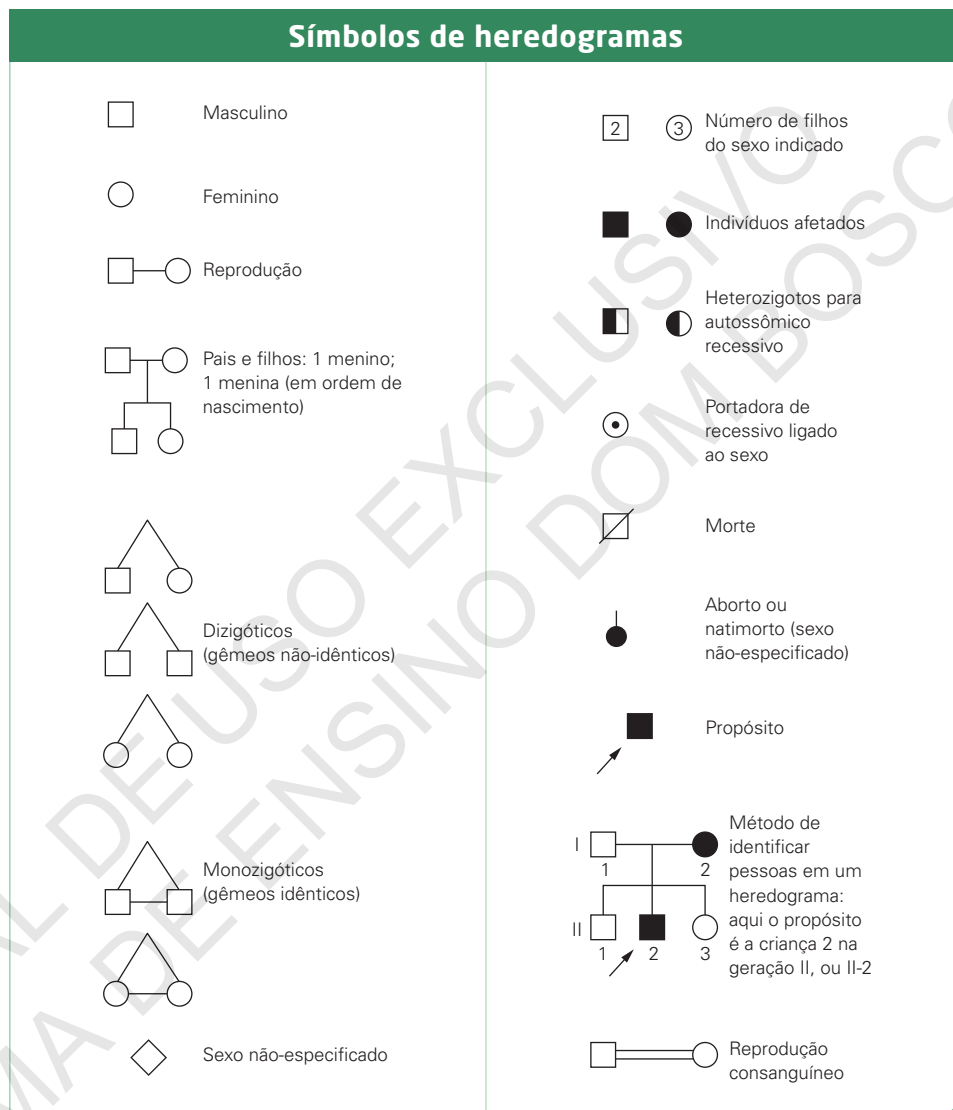 Símbolos de heredogramas
Masculino
Feminino
Reprodução
Pais e filhos: 1 menino;
1 menina (em ordem de
nascimento)
Dizigóticos
(gêmeos não-idênticos)
Monozigóticos
(gêmeos idênticos)
Sexo não-especificado
2 3 Número de filhos
do sexo indicado
Indivíduos afetados
Heterozigotos para
autossômico
recessivo
Portadora de
recessivo ligado
ao sexo
Morte
Aborto ou
natimorto (sexo
não-especificado)
Propósito
Método de
identificar
pessoas em um
heredograma:
aqui o propósito
é a criança 2 na
geração II, ou II-2
I
1 2
II
1 2 3
Reprodução
consanguíneo
AL DE USO EXCLUSIVO
MA DE ENSINO DOM BOSCO